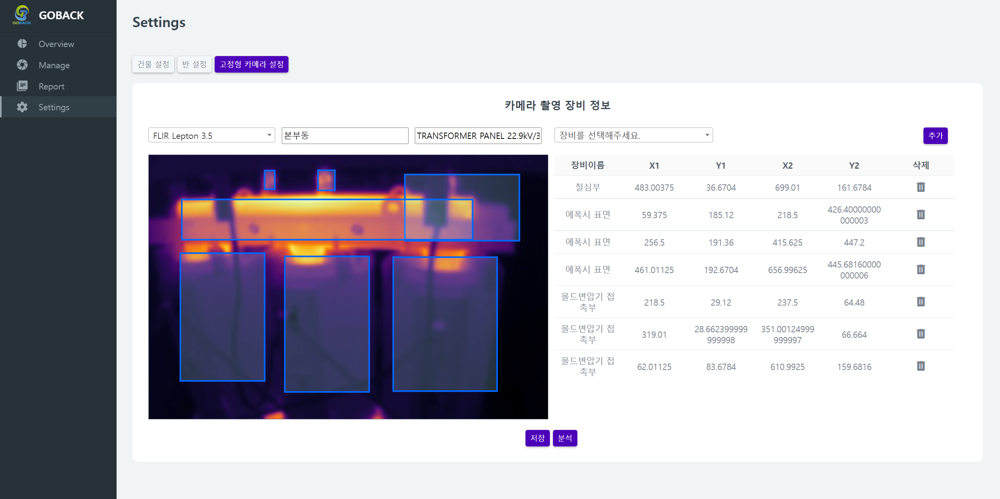 GOBACK
GOBACK
Overview
Manage
Report
Settings
Settings
건물 설정
반 설정
고정형 카메라 설정
카메라 촬영 장비 정보
FLIR Lepton 3.5
본부동
TRANSFORMER PANEL 22.9kV/3
장비를 선택해주세요.
추가
장비이름 X1 Y1 X2 Y2 삭제
철심부 483.00375 36.6704 699.01 161.6784
에폭시 표면 59.375 185.12 218.5 426.40000000
000003
에폭시 표면 256.5 191.36 415.625 447.2
에폭시 표면 461.01125 192.6704 656.99625 445.68160000
000006
몰드변압기 접
촉부 218.5 29.12 237.5 64.48
몰드변압기 접
촉부 319.01 28.662399999
999998 351.00124999
999997 66.664
몰드변압기 접
촉부 62.01125 83.6784 610.9925 159.6816
저장
분석